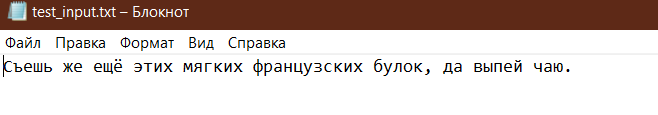 test_input.txt – Блокнот
Файл Правка Формат Вид Справка
Съешь же ещё этих мягких французских булок, да выпей чаю.